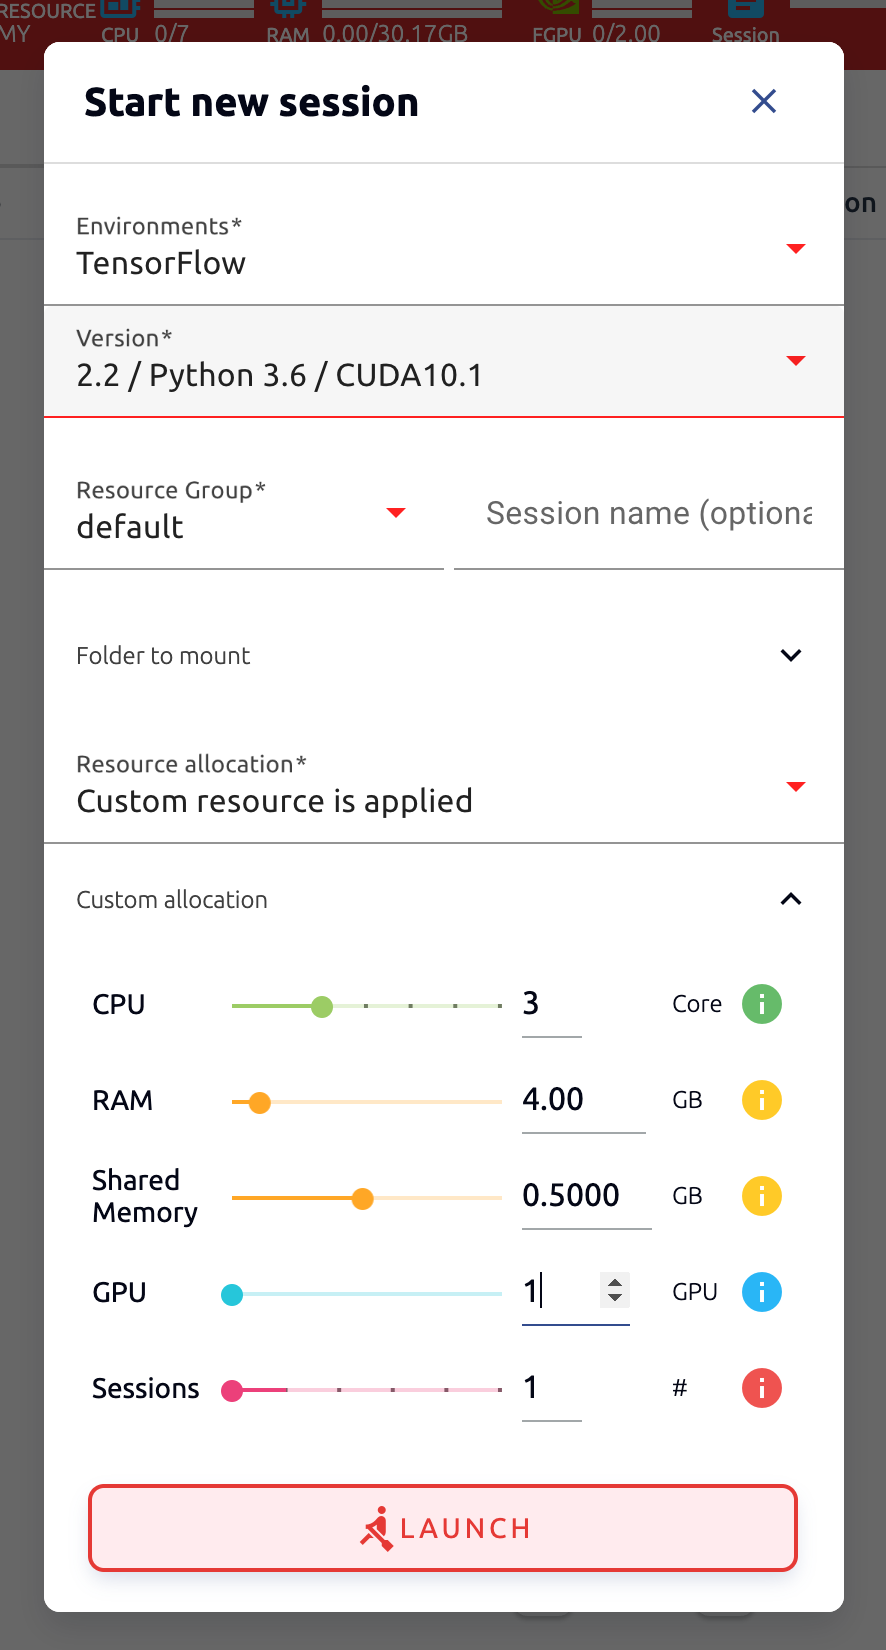 RESOURCE
MY
CPU 0/7
RAM 0.00/30.17GB
FGPU 0/2.00
Session
Start new session
on
Environments*
TensorFlow
Version*
2.2 / Python 3.6 / CUDA10.1
Resource Group*
default
Session name (optiona
Folder to mount
Resource allocation*
Custom resource is applied
Custom allocation
CPU 3 Core
RAM 4.00 GB
Shared
Memory 0.5000 GB
GPU 1 GPU
Sessions 1 #
LAUNCH